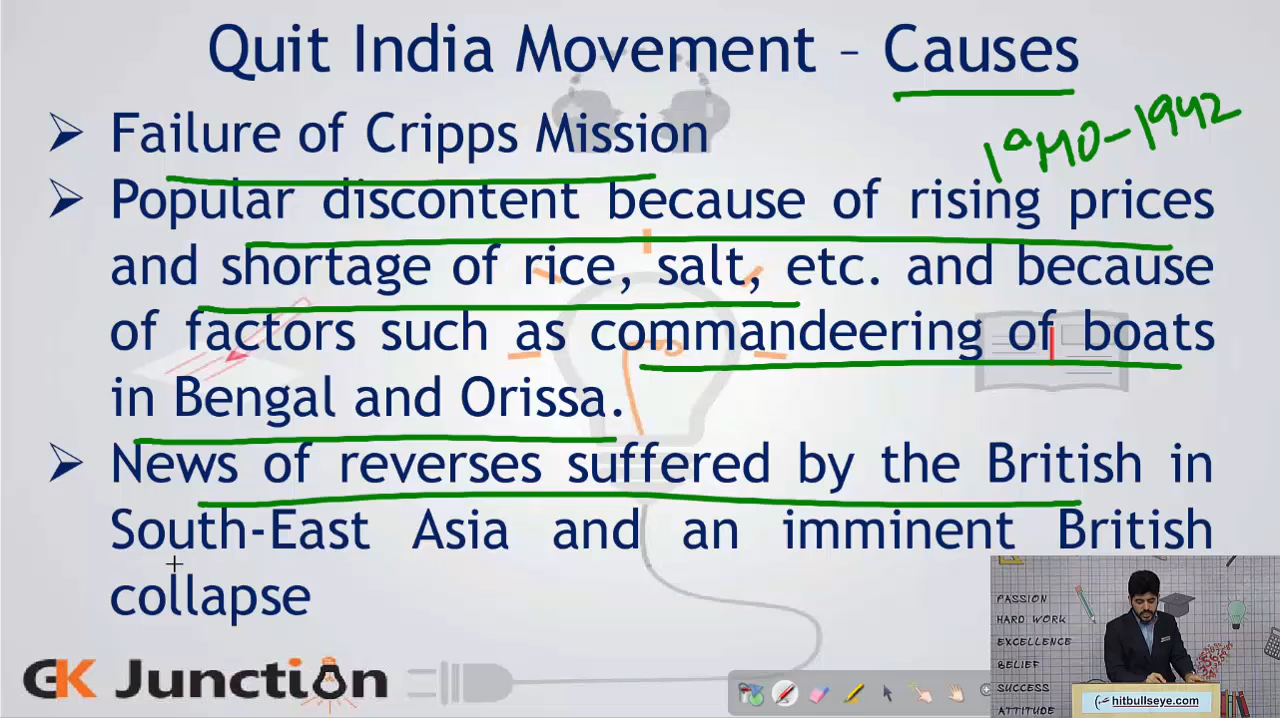 Quit India Movement – Causes
1940-1942
➢ Failure of Cripps Mission
➢ Popular discontent because of rising prices
and shortage of rice, salt, etc. and because
of factors such as commandeering of boats
in Bengal and Orissa.
➢ News of reverses suffered by the British in
South-East Asia and an imminent British
collapse
PASSION
HARD WORK
EXCELLENCE
BELIEF
SUCCESS
ATTITUDE
GK Junction
hitbullseye.com